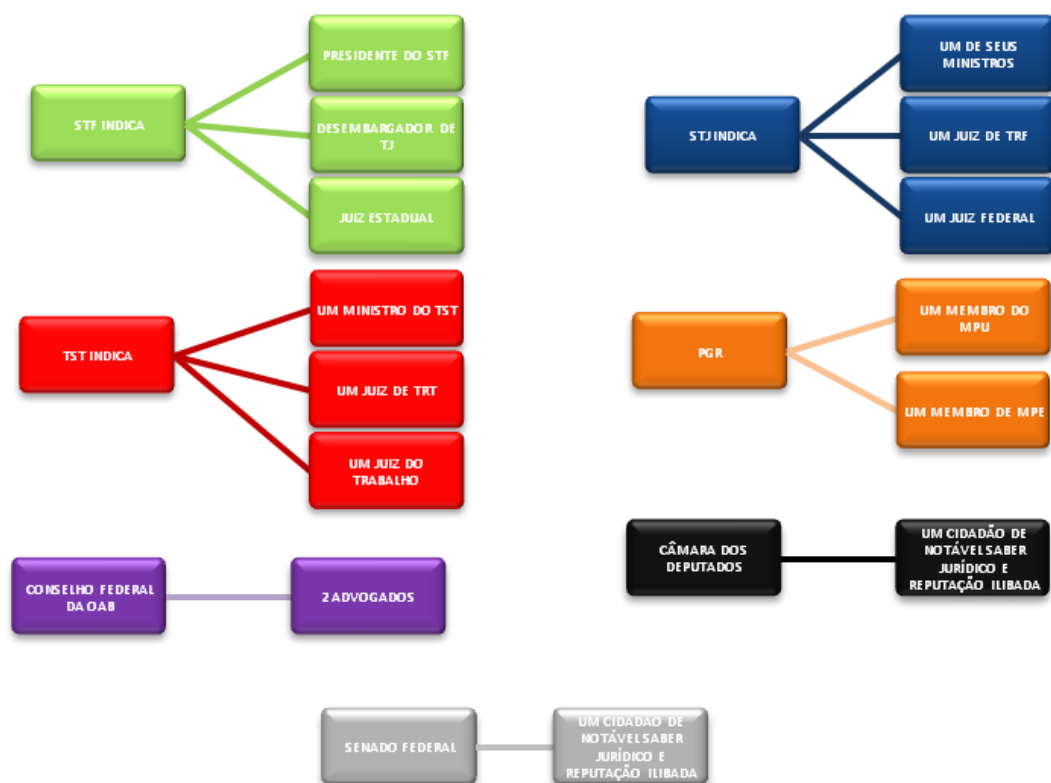 STF INDICA
PRESIDENTE DO STF
DESEMBARGADOR DE
TJ
JUIZ ESTADUAL
STJ INDICA
UM DE SEUS
MINISTROS
UM JUIZ DE TRF
UM JUIZ FEDERAL
TST INDICA
UM MINISTRO DO TST
UM JUIZ DE TRT
UM JUIZ DO
TRABALHO
PGR
UM MEMBRO DO
MPU
UM MEMBRO DE MPE
CONSELHO FEDERAL
DA OAB
2 ADVOGADOS
CÂMARA DOS
DEPUTADOS
UM CIDADÃO DE
NOTÁVEL SABER
JURÍDICO E
REPUTAÇÃO ILIBADA
SENADO FEDERAL
UM CIDADÃO DE
NOTÁVEL SABER
JURÍDICO E
REPUTAÇÃO ILIBADA